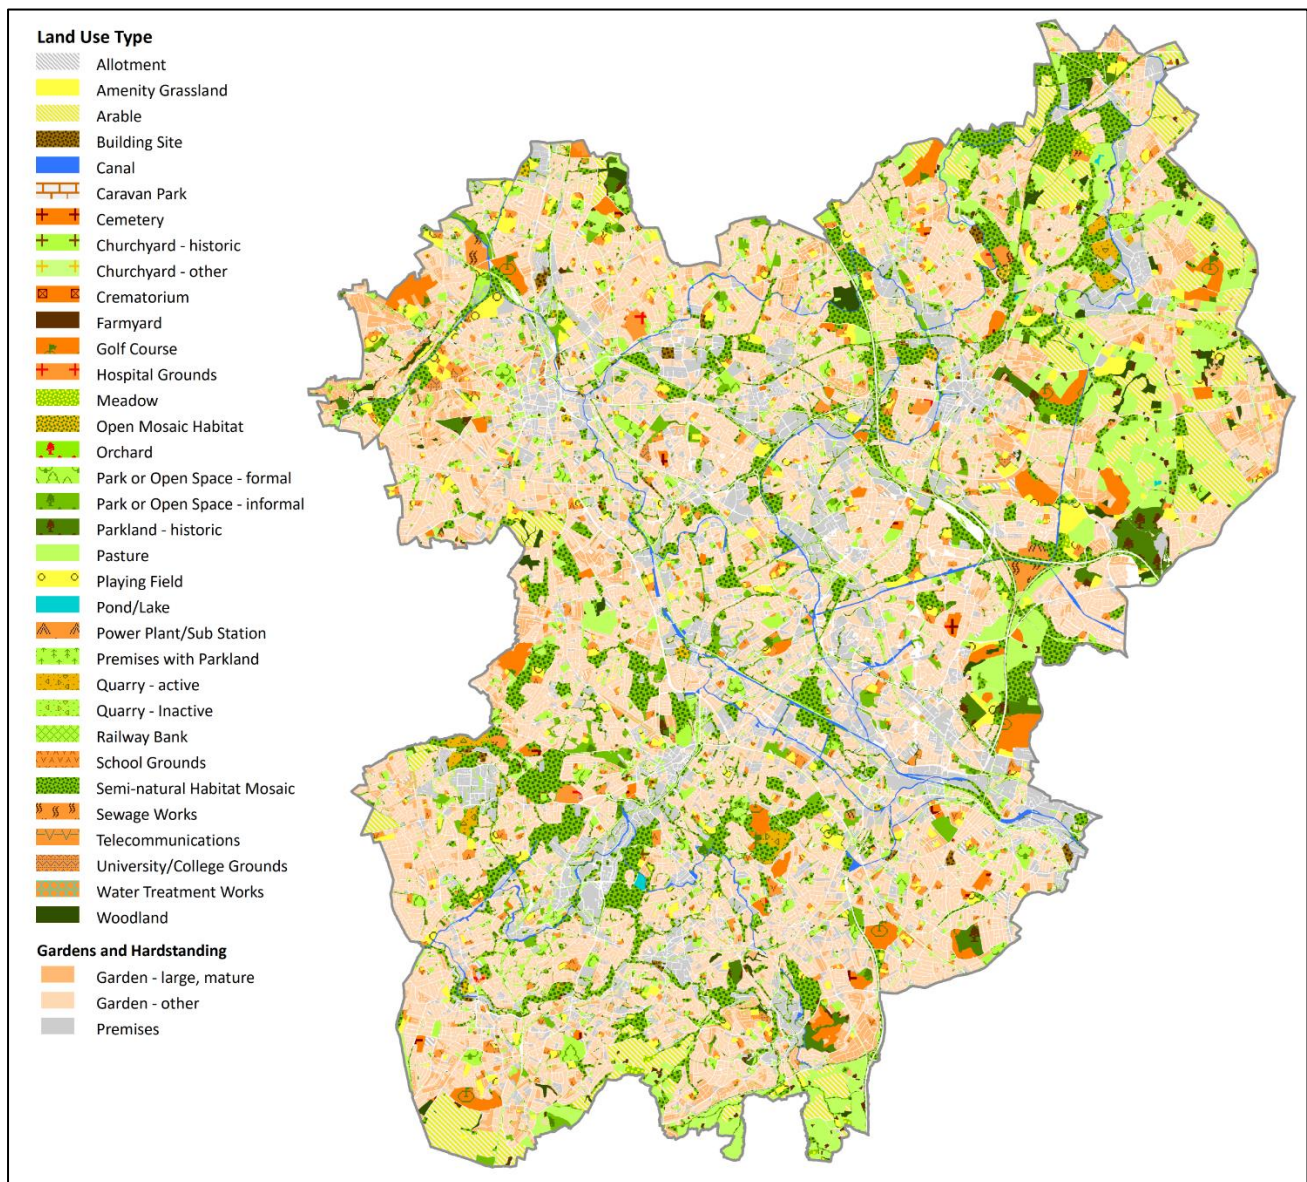 Land Use Type
Allotment
Amenity Grassland
Arable
Building Site
Canal
Caravan Park
Cemetery
Churchyard - historic
Churchyard - other
Crematorium
Farmyard
Golf Course
Hospital Grounds
Meadow
Open Mosaic Habitat
Orchard
Park or Open Space - formal
Park or Open Space - informal
Parkland - historic
Pasture
Playing Field
Pond/Lake
Power Plant/Sub Station
Premises with Parkland
Quarry - active
Quarry - Inactive
Railway Bank
School Grounds
Semi-natural Habitat Mosaic
Sewage Works
Telecommunications
University/College Grounds
Water Treatment Works
Woodland
Gardens and Hardstanding
Garden - large, mature
Garden - other
Premises